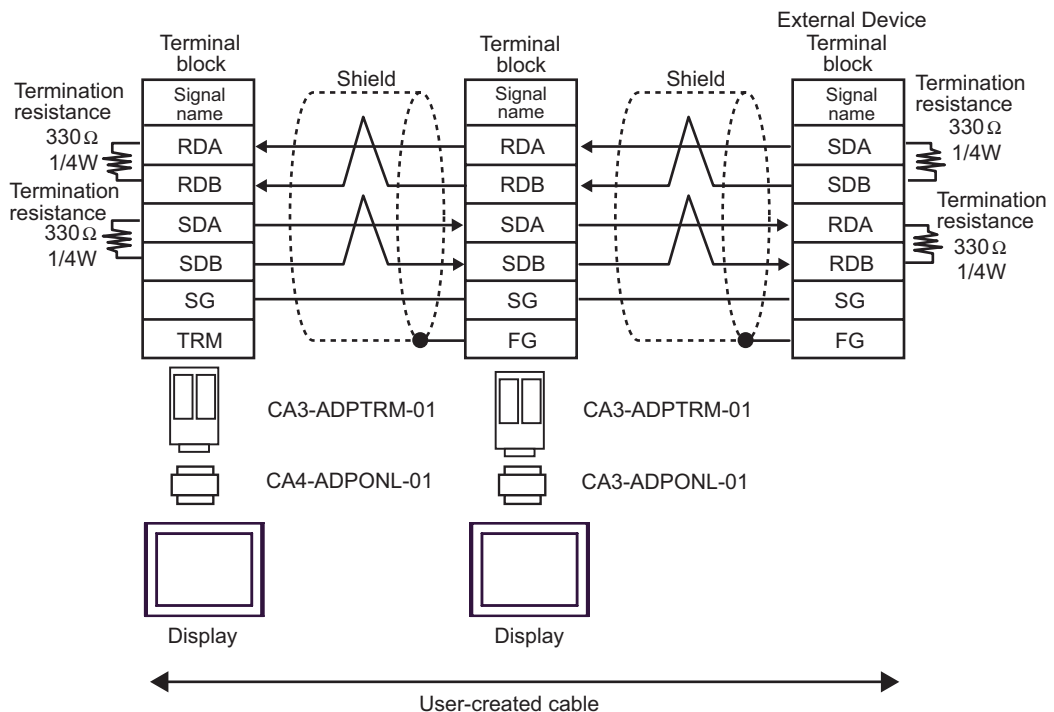 External Device
Terminal
block
Terminal
block
Terminal
block
Termination
resistance
330Ω
1/4W
Termination
resistance
330Ω
1/4W
Signal
name
RDA
RDB
SDA
SDB
SG
TRM
Shield
Signal
name
RDA
RDB
SDA
SDB
SG
FG
Shield
Signal
name
SDA
SDB
RDA
RDB
SG
FG
Termination
resistance
330Ω
1/4W
Termination
resistance
330Ω
1/4W
CA3-ADPTRM-01
CA3-ADPTRM-01
CA4-ADPONL-01
CA3-ADPONL-01
Display
Display
User-created cable